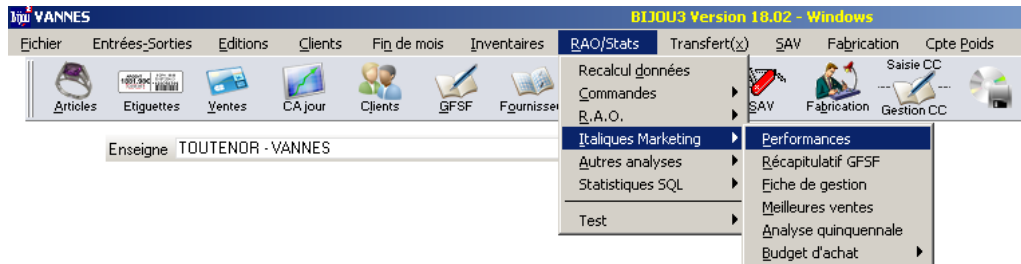 Bijou VANNES BIJOU3 Version 18.02 - Windows
Fichier Entrées-Sorties Editions Clients Fin de mois Inventaires RAO/Stats Transfert(x) SAV Fabrication Cpte Poids
Articles Etiquettes Ventes CA jour Clients GFSF Fournisse SAV Fabrication Saisie CC Gestion CC
Recalcul données
Commandes
R.A.O.
Italiques Marketing
Autres analyses
Statistiques SQL
Test
Performances
Récapitulatif GFSF
Fiche de gestion
Meilleures ventes
Analyse quinquennale
Budget d'achat
Enseigne TOUTENOR - VANNES